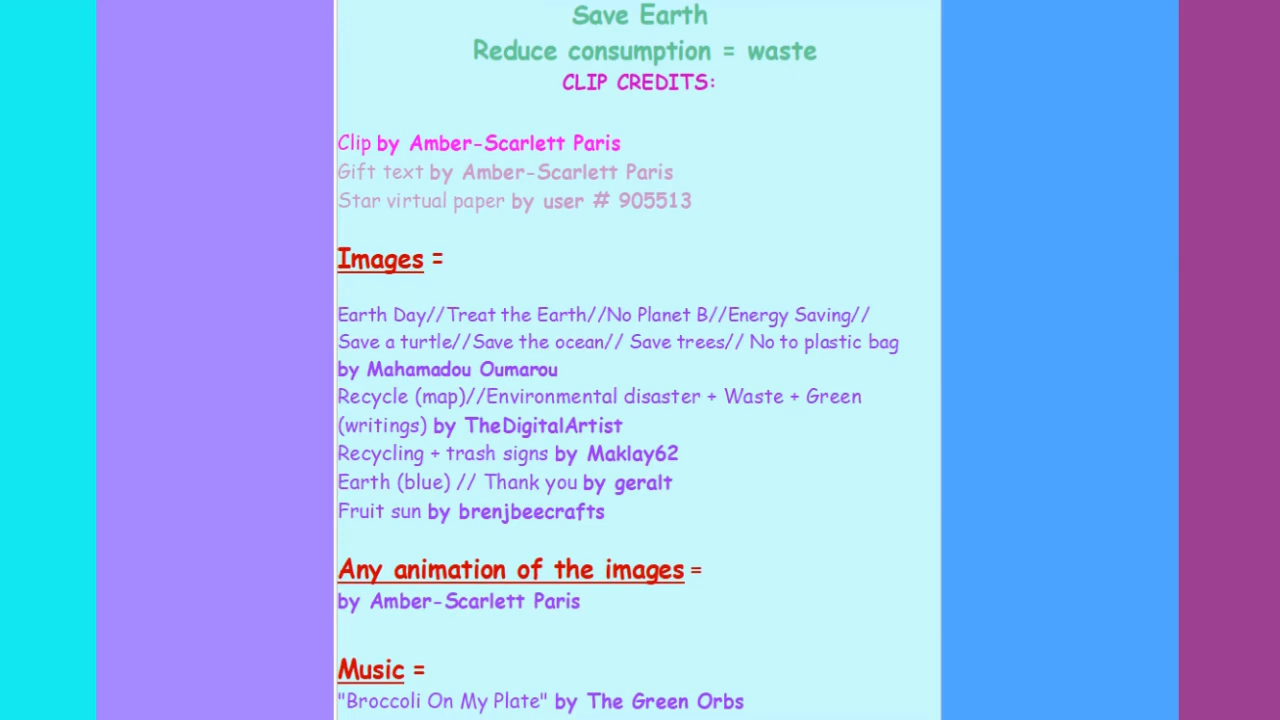 Save Earth
Reduce consumption = waste
CLIP CREDITS:
Clip by Amber-Scarlett Paris
Gift text by Amber-Scarlett Paris
Star virtual paper by user # 905513
Images =
Earth Day//Treat the Earth//No Planet B//Energy Saving//
Save a turtle//Save the ocean// Save trees// No to plastic bag
by Mahamadou Oumarou
Recycle (map)//Environmental disaster + Waste + Green
(writings) by TheDigitalArtist
Recycling + trash signs by Maklay62
Earth (blue) // Thank you by geralt
Fruit sun by brenjbeecrafts
Any animation of the images =
by Amber-Scarlett Paris
Music =
"Broccoli On My Plate" by The Green Orbs